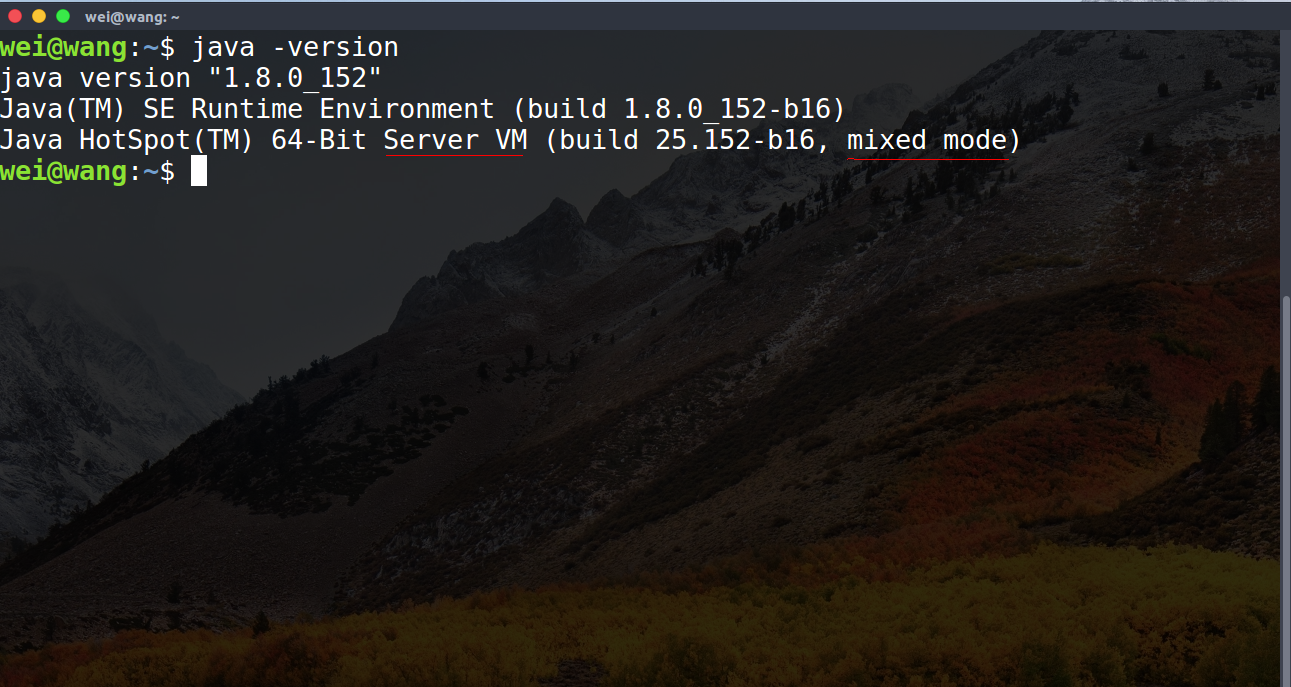 wei@wang: ~
wei@wang:~$ java -version
java version "1.8.0_152"
Java(TM) SE Runtime Environment (build 1.8.0_152-b16)
Java HotSpot(TM) 64-Bit Server VM (build 25.152-b16, mixed mode)
wei@wang:~$